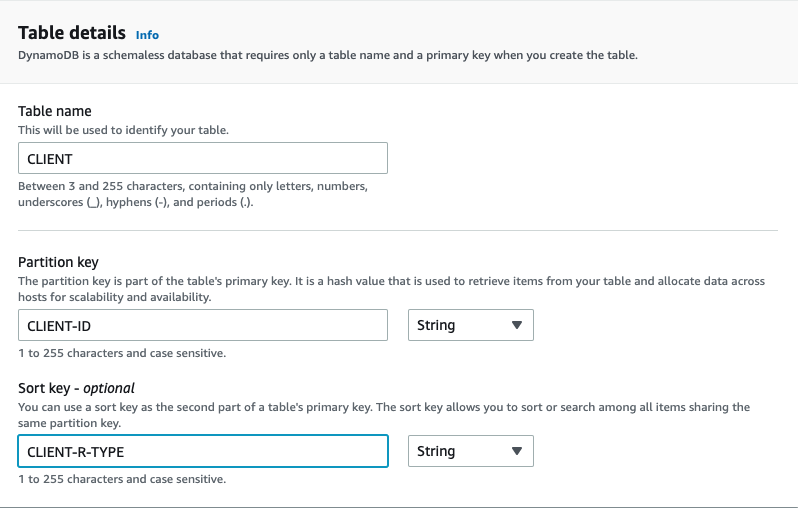 Table details Info
DynamoDB is a schemaless database that requires only a table name and a primary key when you create the table.
Table name
This will be used to identify your table.
CLIENT
Between 3 and 255 characters, containing only letters, numbers,
underscores (_), hyphens (-), and periods (.).
Partition key
The partition key is part of the table's primary key. It is a hash value that is used to retrieve items from your table and allocate data across
hosts for scalability and availability.
CLIENT-ID String
1 to 255 characters and case sensitive.
Sort key - optional
You can use a sort key as the second part of a table's primary key. The sort key allows you to sort or search among all items sharing the
same partition key.
CLIENT-R-TYPE String
1 to 255 characters and case sensitive.